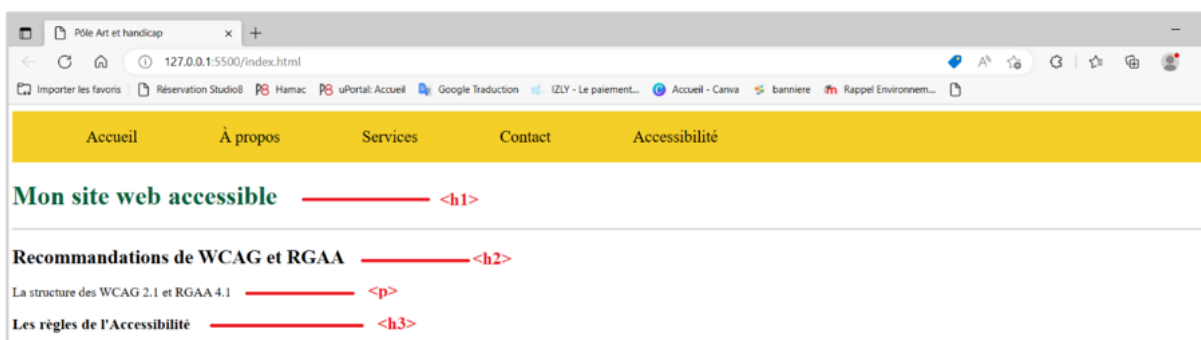 Pôle Art et handicap
127.0.0.1:5500/index.html
Importer les favoris Réservation Studio8 P8 Hamac P8 uPortal: Accueil Google Traduction IZLY - Le paiement... Accueil - Canva banniere Rappel Environnem...
Accueil À propos Services Contact Accessibilité
Mon site web accessible <h1>
Recommandations de WCAG et RGAA <h2>
La structure des WCAG 2.1 et RGAA 4.1 <p>
Les règles de l'Accessibilité <h3>